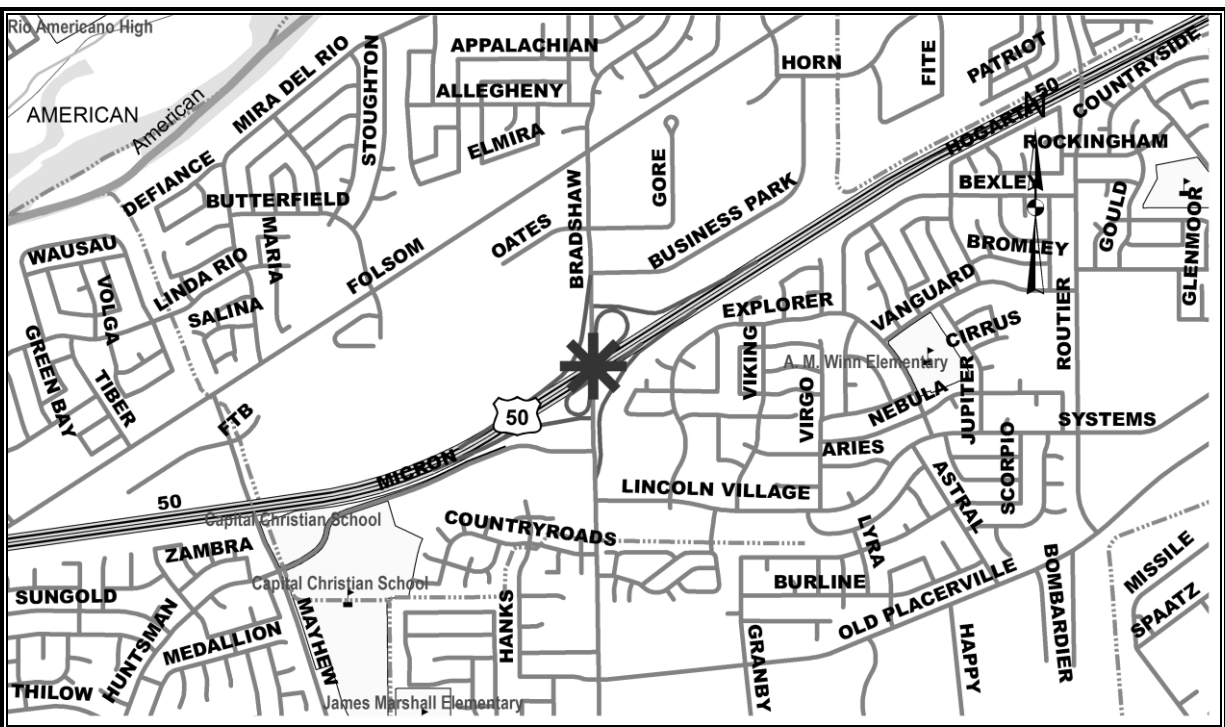 Rio Americano High
AMERICAN
American
MIRA DEL RIO
STOUGHTON
APPALACHIAN
ALLEGHENY
ELMIRA
HORN
FITE
PATRIOT
COUNTRYSIDE
50
HOGARTH
ROCKINGHAM
DEFIANCE
BUTTERFIELD
MARIA
FOLSOM
OATES
BRADSHAW
GORE
BUSINESS PARK
BEXLEY
BROMLEY
GOULD
GLENMOOR
WAUSAU
VOLGA
LINDA RIO
SALINA
GREEN BAY
TIBER
FTB
EXPLORER
VANGUARD
CIRRUS
ROUTIER
VIKING
A. M. Winn Elementary
VIRGO
NEBULA
JUPITER
SYSTEMS
ARIES
SCORPIO
50
MICRON
50
LINCOLN VILLAGE
ASTRAL
Capital Christian School
COUNTRYROADS
LYRA
ZAMBRA
Capital Christian School
BURLINE
OLD PLACERVILLE
BOMBARDIER
MISSILE
SPAATZ
SUNGOLD
HUNTSMAN
MEDALLION
MAYHEW
HANKS
GRANBY
HAPPY
THILOW
James Marshall Elementary